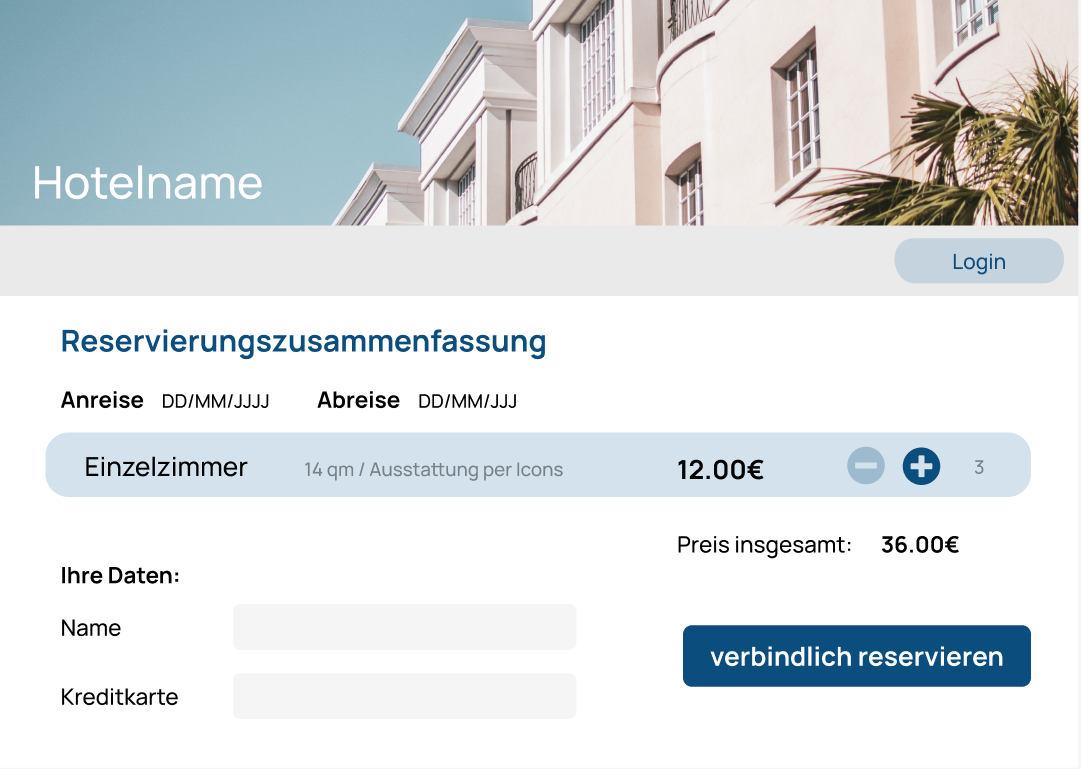 Hotelname
Login
Reservierungszusammenfassung
Anreise DD/MM/JJJJ Abreise DD/MM/JJJ
Einzelzimmer 14 qm / Ausstattung per Icons 12.00€ 3
Preis insgesamt: 36.00€
Ihre Daten:
Name
verbindlich reservieren
Kreditkarte